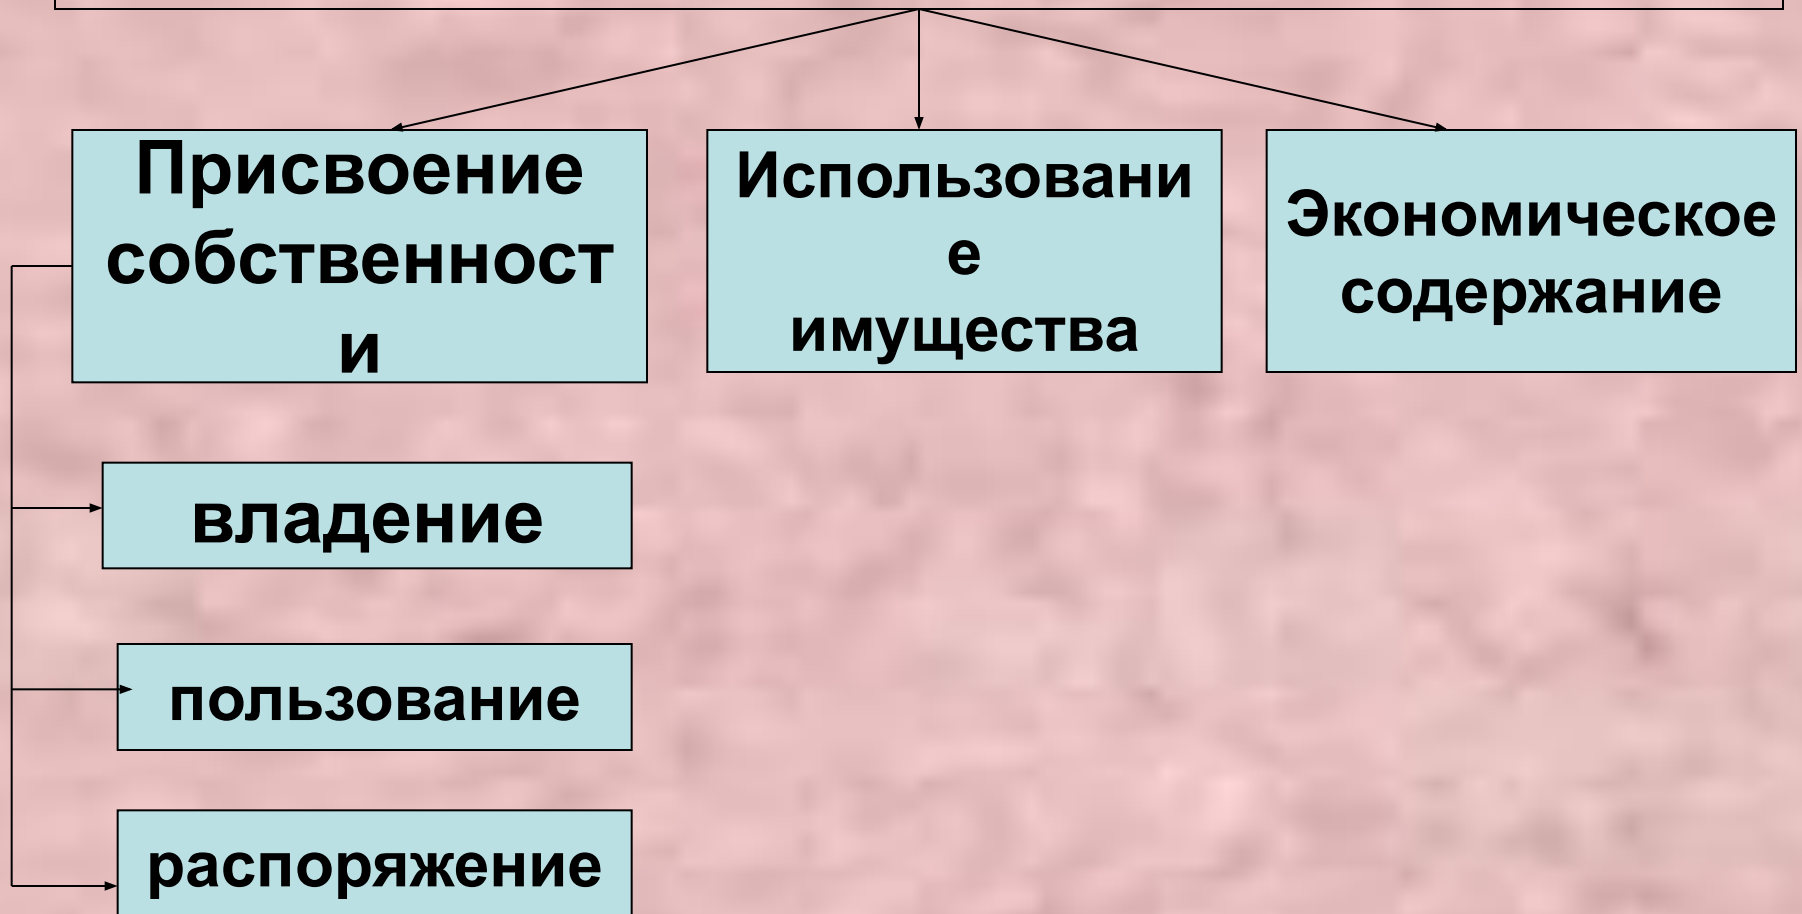 Присвоение
собственност
и
Использовани
е
имущества
Экономическое
содержание
владение
пользование
распоряжение